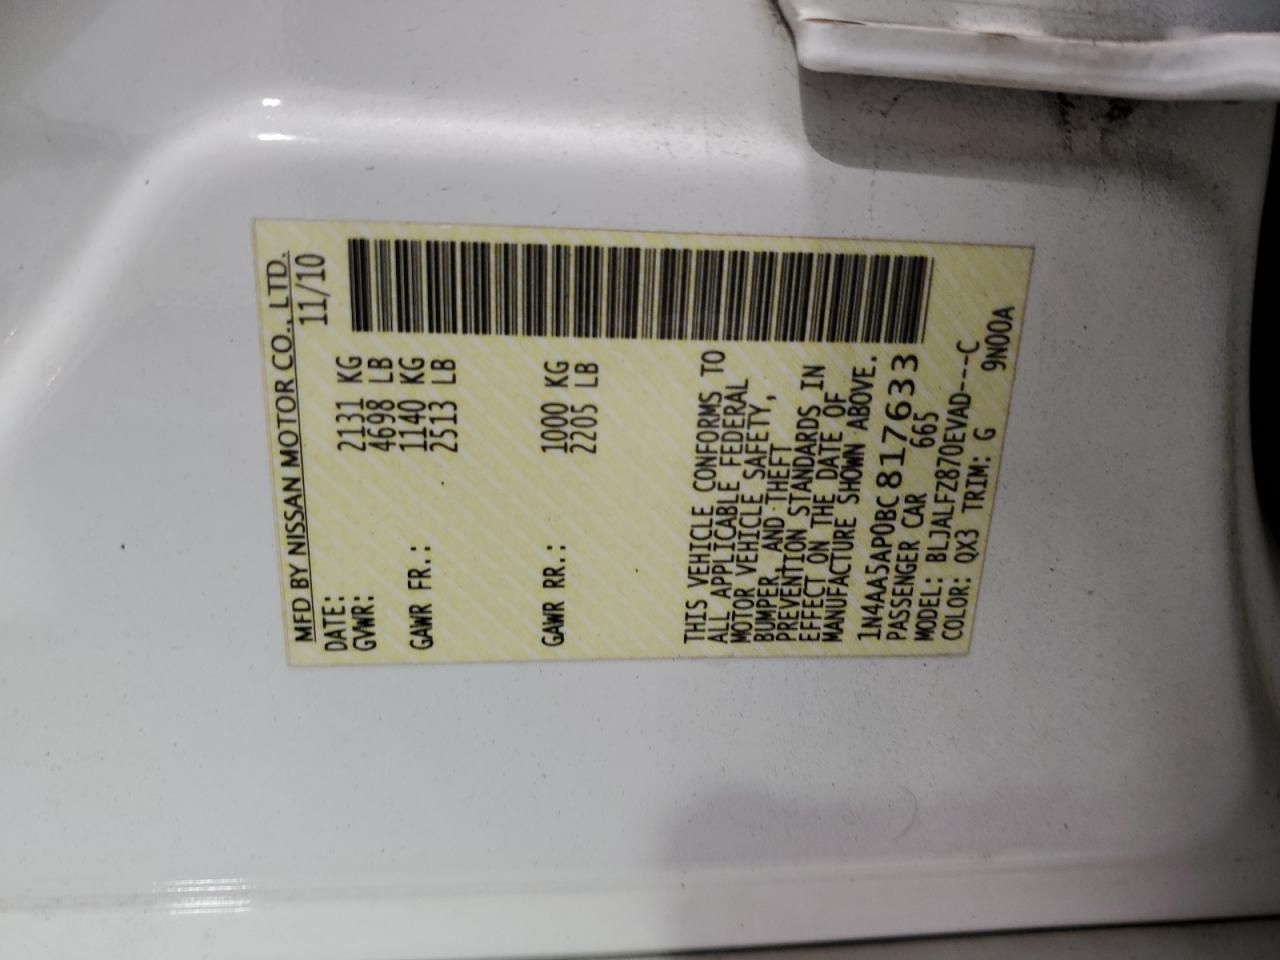 MFD BY NISSAN MOTOR CO., LTD.
DATE: 11/10
GVWR: 2131 KG
4698 LB
GAWR FR.: 1140 KG
2513 LB
GAWR RR.: 1000 KG
2205 LB
THIS VEHICLE CONFORMS TO
ALL APPLICABLE FEDERAL
MOTOR VEHICLE SAFETY,
BUMPER, AND THEFT
PREVENTION STANDARDS IN
EFFECT ON THE DATE OF
MANUFACTURE SHOWN ABOVE.
1N4AA5AP0BC817633
PASSENGER CAR 665
MODEL: BLJALFZ870EVAD---C
COLOR: QX3 TRIM: G 9N00A